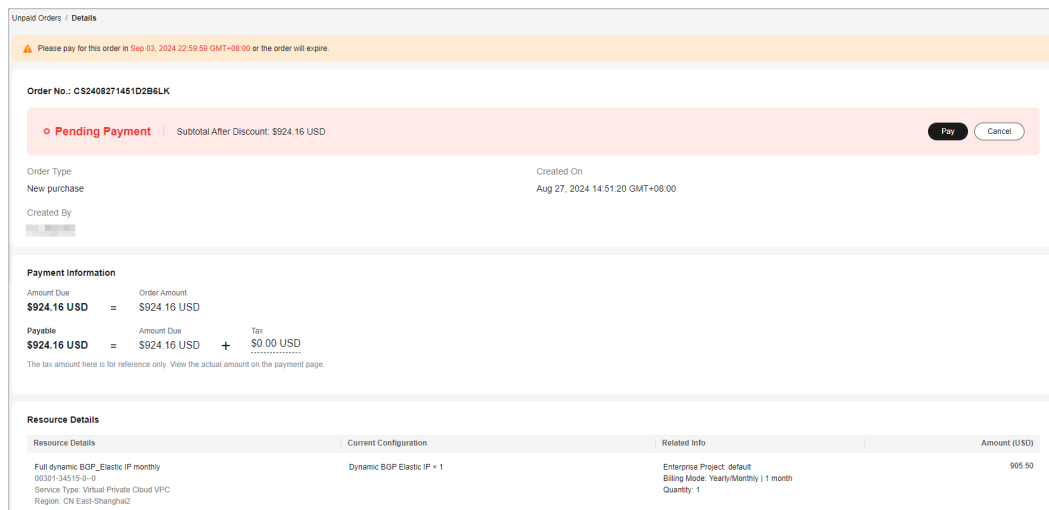 Unpaid Orders / Details
Please pay for this order in Sep 03, 2024 22:59:59 GMT+08:00 or the order will expire.
Order No.: CS2408271451D2B6LK
Pending Payment Subtotal After Discount: $924.16 USD Pay Cancel
Order Type Created On
New purchase Aug 27, 2024 14:51:20 GMT+08:00
Created By
Payment Information
Amount Due Order Amount
$924.16 USD = $924.16 USD
Payable Amount Due Tax
$924.16 USD = $924.16 USD + $0.00 USD
The tax amount here is for reference only. View the actual amount on the payment page.
Resource Details
Resource Details Current Configuration Related Info Amount (USD)
Full dynamic BGP_Elastic IP monthly Dynamic BGP Elastic IP × 1 Enterprise Project: default 905.50
00301-34515-0--0 Billing Mode: Yearly/Monthly | 1 month
Service Type: Virtual Private Cloud VPC Quantity: 1
Region: CN East-Shanghai2